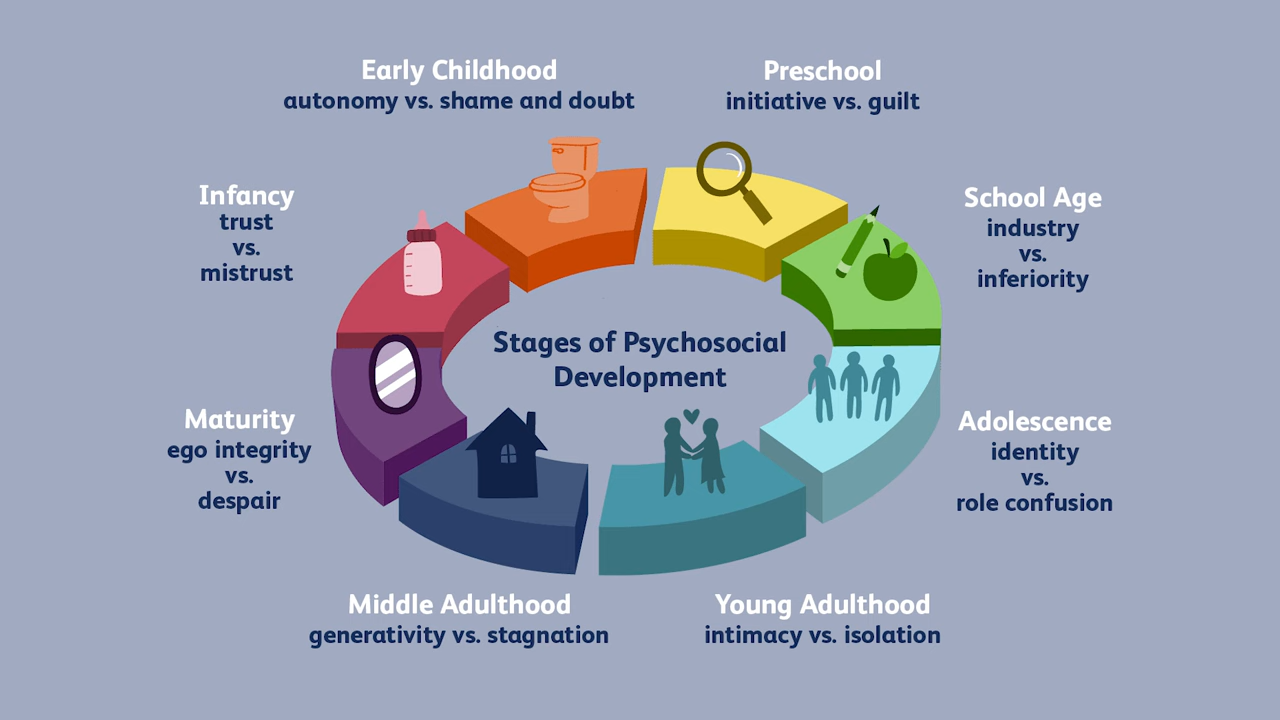 Early Childhood
autonomy vs. shame and doubt
Preschool
initiative vs. guilt
Infancy
trust
vs.
mistrust
School Age
industry
vs.
inferiority
Stages of Psychosocial
Development
Maturity
ego integrity
vs.
despair
Adolescence
identity
vs.
role confusion
Middle Adulthood
generativity vs. stagnation
Young Adulthood
intimacy vs. isolation